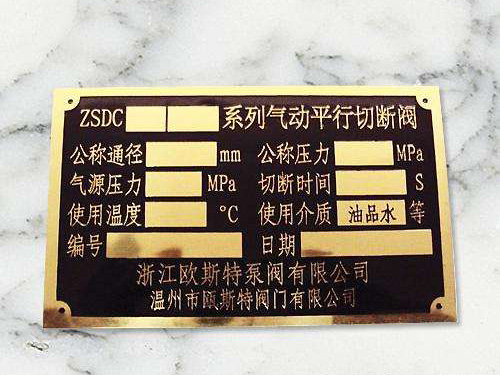 ZSDC 系列气动平行切断阀
公称通径 mm 公称压力 MPa
气源压力 MPa 切断时间 S
使用温度 °C 使用介质 油品水 等
编号 日期
浙江欧斯特泵阀有限公司
温州市瓯斯特阀门有限公司